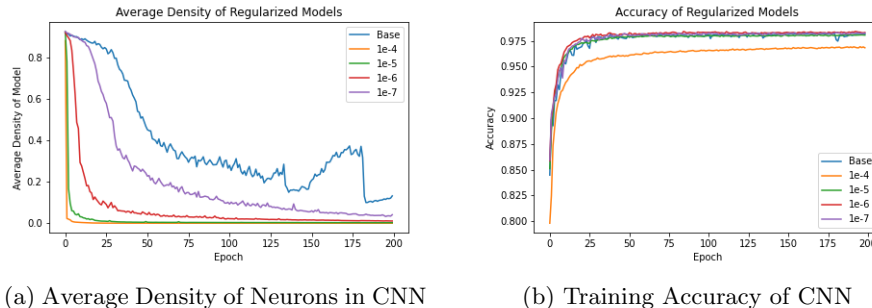 Average Density of Regularized Models
Average Density of Model
0.8
0.6
0.4
0.2
0.0
0 25 50 75 100 125 150 175 200
Epoch
Base
1e-4
1e-5
1e-6
1e-7
(a) Average Density of Neurons in CNN
Accuracy of Regularized Models
Accuracy
0.975
0.950
0.925
0.900
0.875
0.850
0.825
0.800
0 25 50 75 100 125 150 175 200
Epoch
Base
1e-4
1e-5
1e-6
1e-7
(b) Training Accuracy of CNN